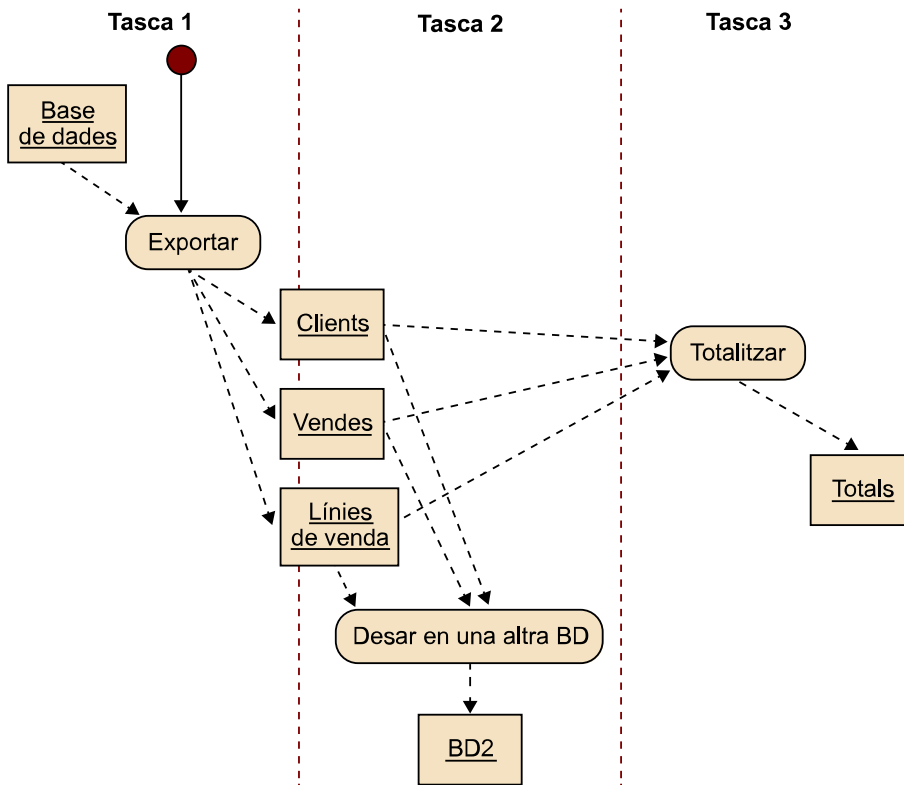 Tasca 1
Tasca 2
Tasca 3
Base
de dades
Exportar
Clients
Totalitzar
Vendes
Totals
Línies
de venda
Desar en una altra BD
BD2